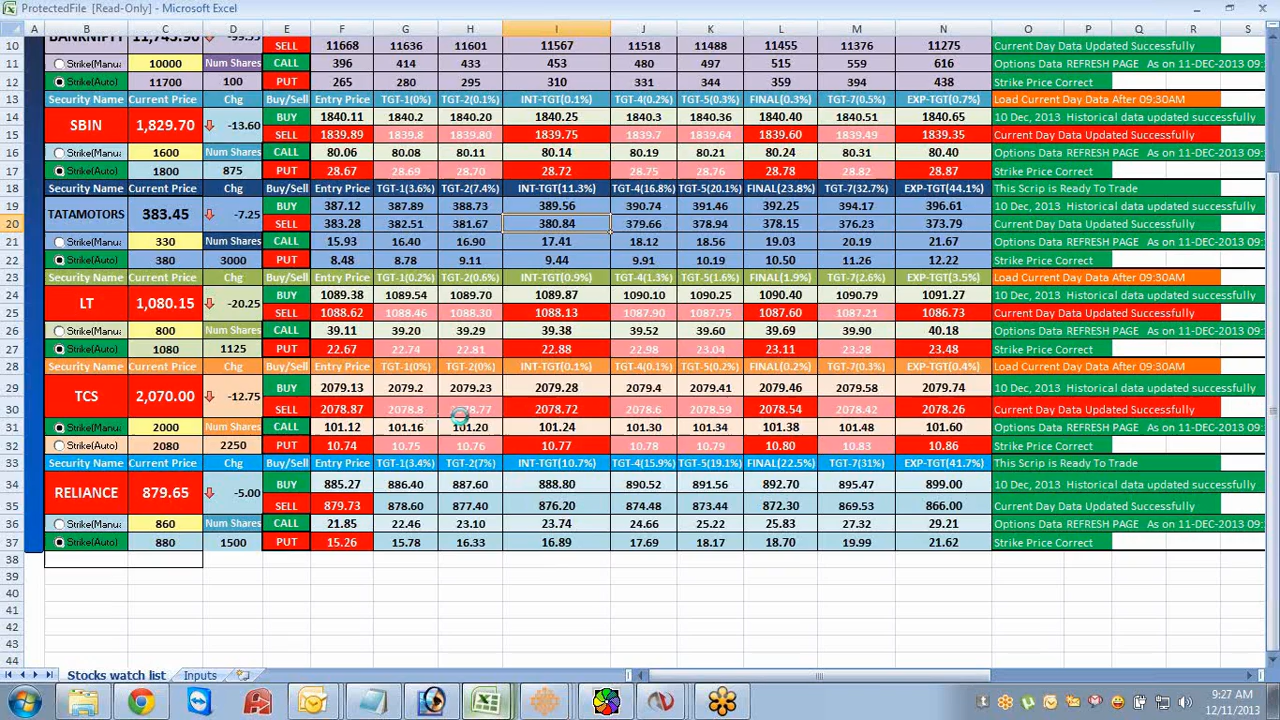 ProtectedFile [Read-Only] - Microsoft Excel
A B C D E F G H I J K L M N O P Q R S
10 BANKNIFTY SELL 11668 11636 11601 11567 11518 11488 11455 11376 11275 Current Day Data Updated Successfully
11 Strike(Manua 10000 Num Shares CALL 396 414 433 453 480 497 515 559 616 Options Data REFRESH PAGE As on 11-DEC-2013 09:
12 Strike(Auto) 11700 100 PUT 265 280 295 310 331 344 359 394 438 Strike Price Correct
13 Security Name Current Price Chg Buy/Sell Entry Price TGT-1(0%) TGT-2(0.1%) INT-TGT(0.1%) TGT-4(0.2%) TGT-5(0.3%) FINAL(0.3%) TGT-7(0.5%) EXP-TGT(0.7%) Load Current Day Data After 09:30AM
14 BUY 1840.11 1840.2 1840.20 1840.25 1840.3 1840.36 1840.40 1840.51 1840.65 10 Dec, 2013 Historical data updated successfully
SBIN 1,829.70 -13.60
15 SELL 1839.89 1839.8 1839.80 1839.75 1839.7 1839.64 1839.60 1839.49 1839.35 Current Day Data Updated Successfully
16 Strike(Manua 1600 Num Shares CALL 80.06 80.08 80.11 80.14 80.19 80.21 80.24 80.31 80.40 Options Data REFRESH PAGE As on 11-DEC-2013 09:
17 Strike(Auto) 1800 875 PUT 28.67 28.69 28.70 28.72 28.75 28.76 28.78 28.82 28.87 Strike Price Correct
18 Security Name Current Price Chg Buy/Sell Entry Price TGT-1(3.6%) TGT-2(7.4%) INT-TGT(11.3%) TGT-4(16.8%) TGT-5(20.1%) FINAL(23.8%) TGT-7(32.7%) EXP-TGT(44.1%) This Scrip is Ready To Trade
19 BUY 387.12 387.89 388.73 389.56 390.74 391.46 392.25 394.17 396.61 10 Dec, 2013 Historical data updated successfully
TATAMOTORS 383.45 -7.25
20 SELL 383.28 382.51 381.67 380.84 379.66 378.94 378.15 376.23 373.79 Current Day Data Updated Successfully
21 Strike(Manua 330 Num Shares CALL 15.93 16.40 16.90 17.41 18.12 18.56 19.03 20.19 21.67 Options Data REFRESH PAGE As on 11-DEC-2013 09:
22 Strike(Auto) 380 3000 PUT 8.48 8.78 9.11 9.44 9.91 10.19 10.50 11.26 12.22 Strike Price Correct
23 Security Name Current Price Chg Buy/Sell Entry Price TGT-1(0.2%) TGT-2(0.6%) INT-TGT(0.9%) TGT-4(1.3%) TGT-5(1.6%) FINAL(1.9%) TGT-7(2.6%) EXP-TGT(3.5%) Load Current Day Data After 09:30AM
24 BUY 1089.38 1089.54 1089.70 1089.87 1090.10 1090.25 1090.40 1090.79 1091.27 10 Dec, 2013 Historical data updated successfully
LT 1,080.15 -20.25
25 SELL 1088.62 1088.46 1088.30 1088.13 1087.90 1087.75 1087.60 1087.21 1086.73 Current Day Data Updated Successfully
26 Strike(Manua 800 Num Shares CALL 39.11 39.20 39.29 39.38 39.52 39.60 39.69 39.90 40.18 Options Data REFRESH PAGE As on 11-DEC-2013 09:
27 Strike(Auto) 1080 1125 PUT 22.67 22.74 22.81 22.88 22.98 23.04 23.11 23.28 23.48 Strike Price Correct
28 Security Name Current Price Chg Buy/Sell Entry Price TGT-1(0%) TGT-2(0%) INT-TGT(0.1%) TGT-4(0.1%) TGT-5(0.2%) FINAL(0.2%) TGT-7(0.3%) EXP-TGT(0.4%) Load Current Day Data After 09:30AM
29 BUY 2079.13 2079.2 2079.23 2079.28 2079.4 2079.41 2079.46 2079.58 2079.74 10 Dec, 2013 Historical data updated successfully
TCS 2,070.00 -12.75
30 SELL 2078.87 2078.8 2078.72 2078.6 2078.59 2078.54 2078.42 2078.26 Current Day Data Updated Successfully
31 Strike(Manua 2000 Num Shares CALL 101.12 101.16 101.20 101.24 101.30 101.34 101.38 101.48 101.60 Options Data REFRESH PAGE As on 11-DEC-2013 09:
32 Strike(Auto) 2080 2250 PUT 10.74 10.75 10.76 10.77 10.78 10.79 10.80 10.83 10.86 Strike Price Correct
33 Security Name Current Price Chg Buy/Sell Entry Price TGT-1(3.4%) TGT-2(7%) INT-TGT(10.7%) TGT-4(15.9%) TGT-5(19.1%) FINAL(22.5%) TGT-7(31%) EXP-TGT(41.7%) This Scrip is Ready To Trade
34 BUY 885.27 886.40 887.60 888.80 890.52 891.56 892.70 895.47 899.00 10 Dec, 2013 Historical data updated successfully
RELIANCE 879.65 -5.00
35 SELL 879.73 878.60 877.40 876.20 874.48 873.44 872.30 869.53 866.00 Current Day Data Updated Successfully
36 Strike(Manua 860 Num Shares CALL 21.85 22.46 23.10 23.74 24.66 25.22 25.83 27.32 29.21 Options Data REFRESH PAGE As on 11-DEC-2013 09:
37 Strike(Auto) 880 1500 PUT 15.26 15.78 16.33 16.89 17.69 18.17 18.70 19.99 21.62 Strike Price Correct
38
39
40
41
42
43
44
Stocks watch list Inputs
9:27 AM
12/11/2013